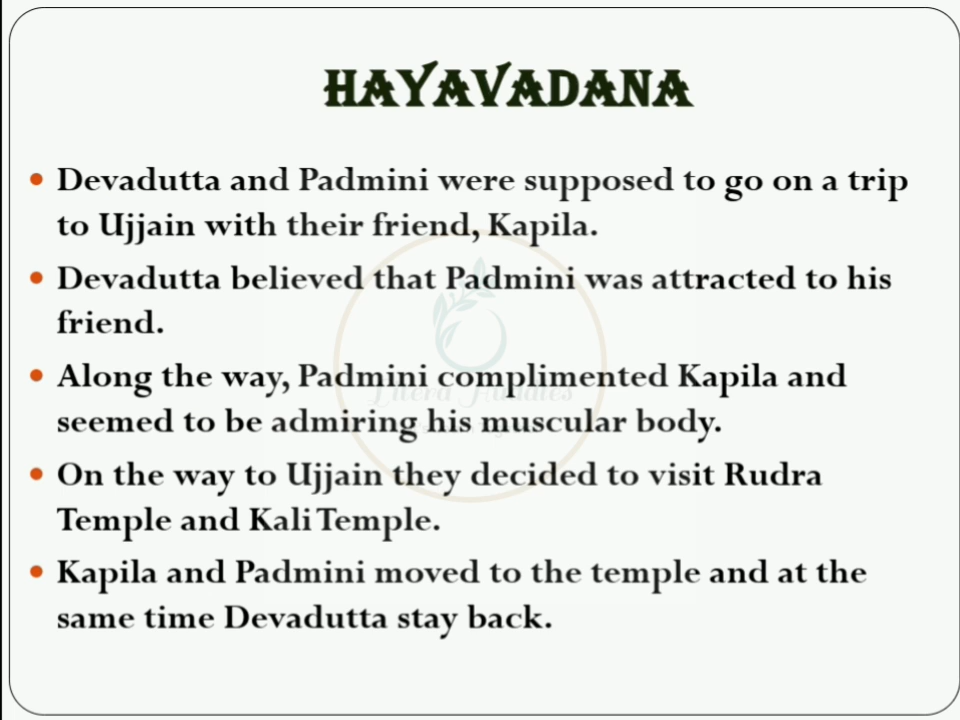 HAYAVADANA
• Devadutta and Padmini were supposed to go on a trip
to Ujjain with their friend, Kapila.
• Devadutta believed that Padmini was attracted to his
friend.
• Along the way, Padmini complimented Kapila and
seemed to be admiring his muscular body.
• On the way to Ujjain they decided to visit Rudra
Temple and Kali Temple.
• Kapila and Padmini moved to the temple and at the
same time Devadutta stay back.